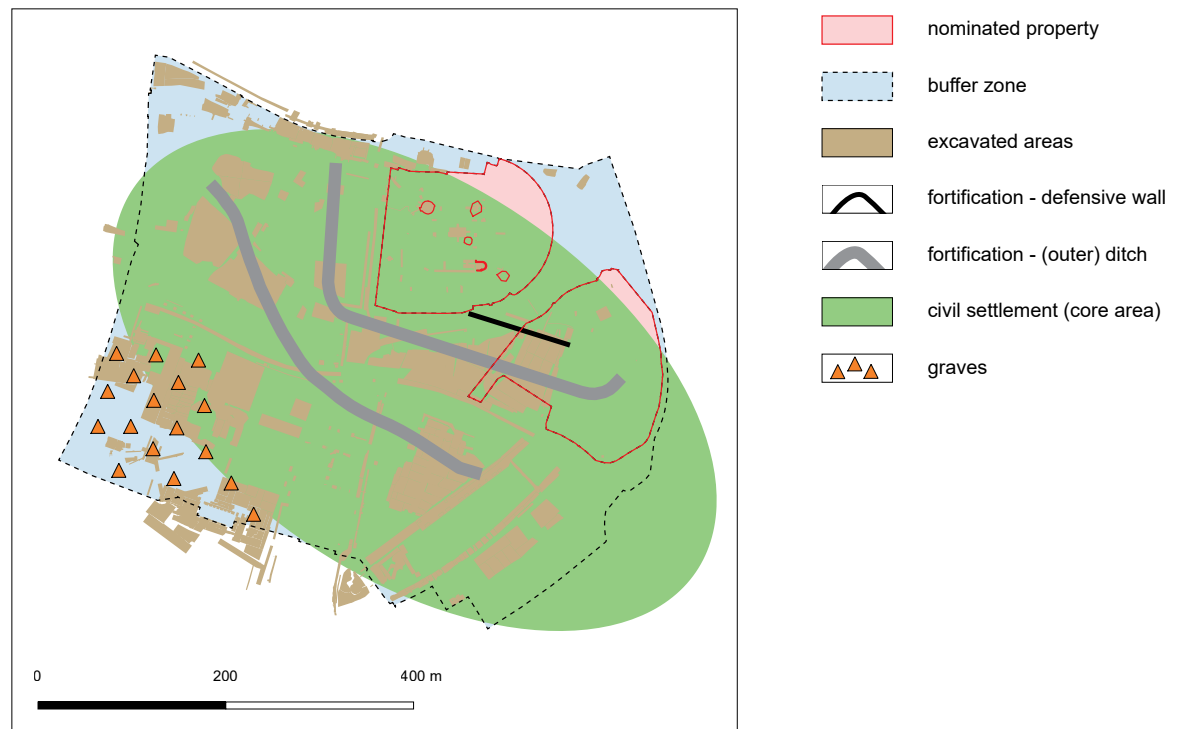 nominated property
buffer zone
excavated areas
fortification - defensive wall
fortification - (outer) ditch
civil settlement (core area)
graves
0 200 400 m